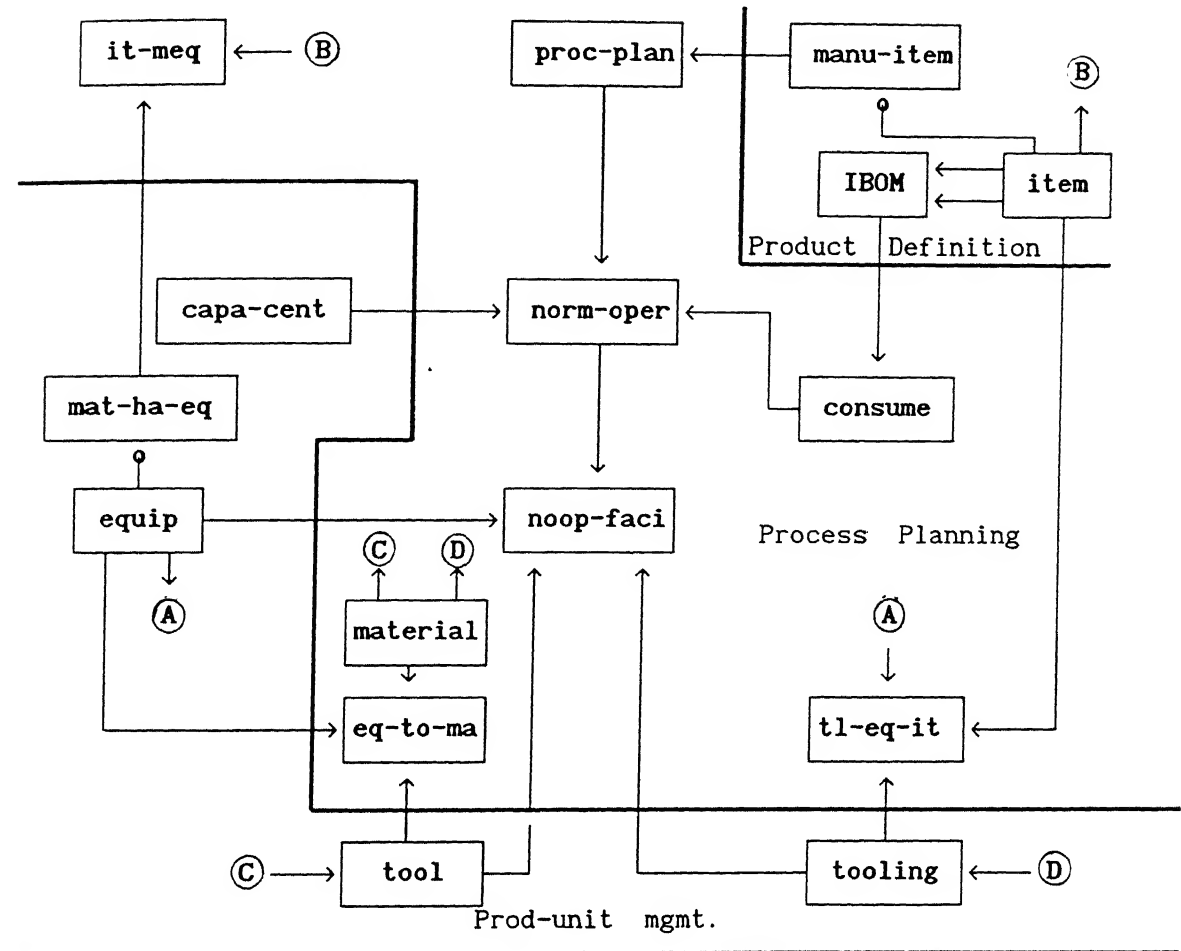 it-meq
B
proc-plan
manu-item
B
IBOM
item
Product Definition
capa-cent
norm-oper
mat-ha-eq
consume
equip
noop-faci
Process Planning
C
D
A
material
A
eq-to-ma
tl-eq-it
C
tool
tooling
D
Prod-unit mgmt.